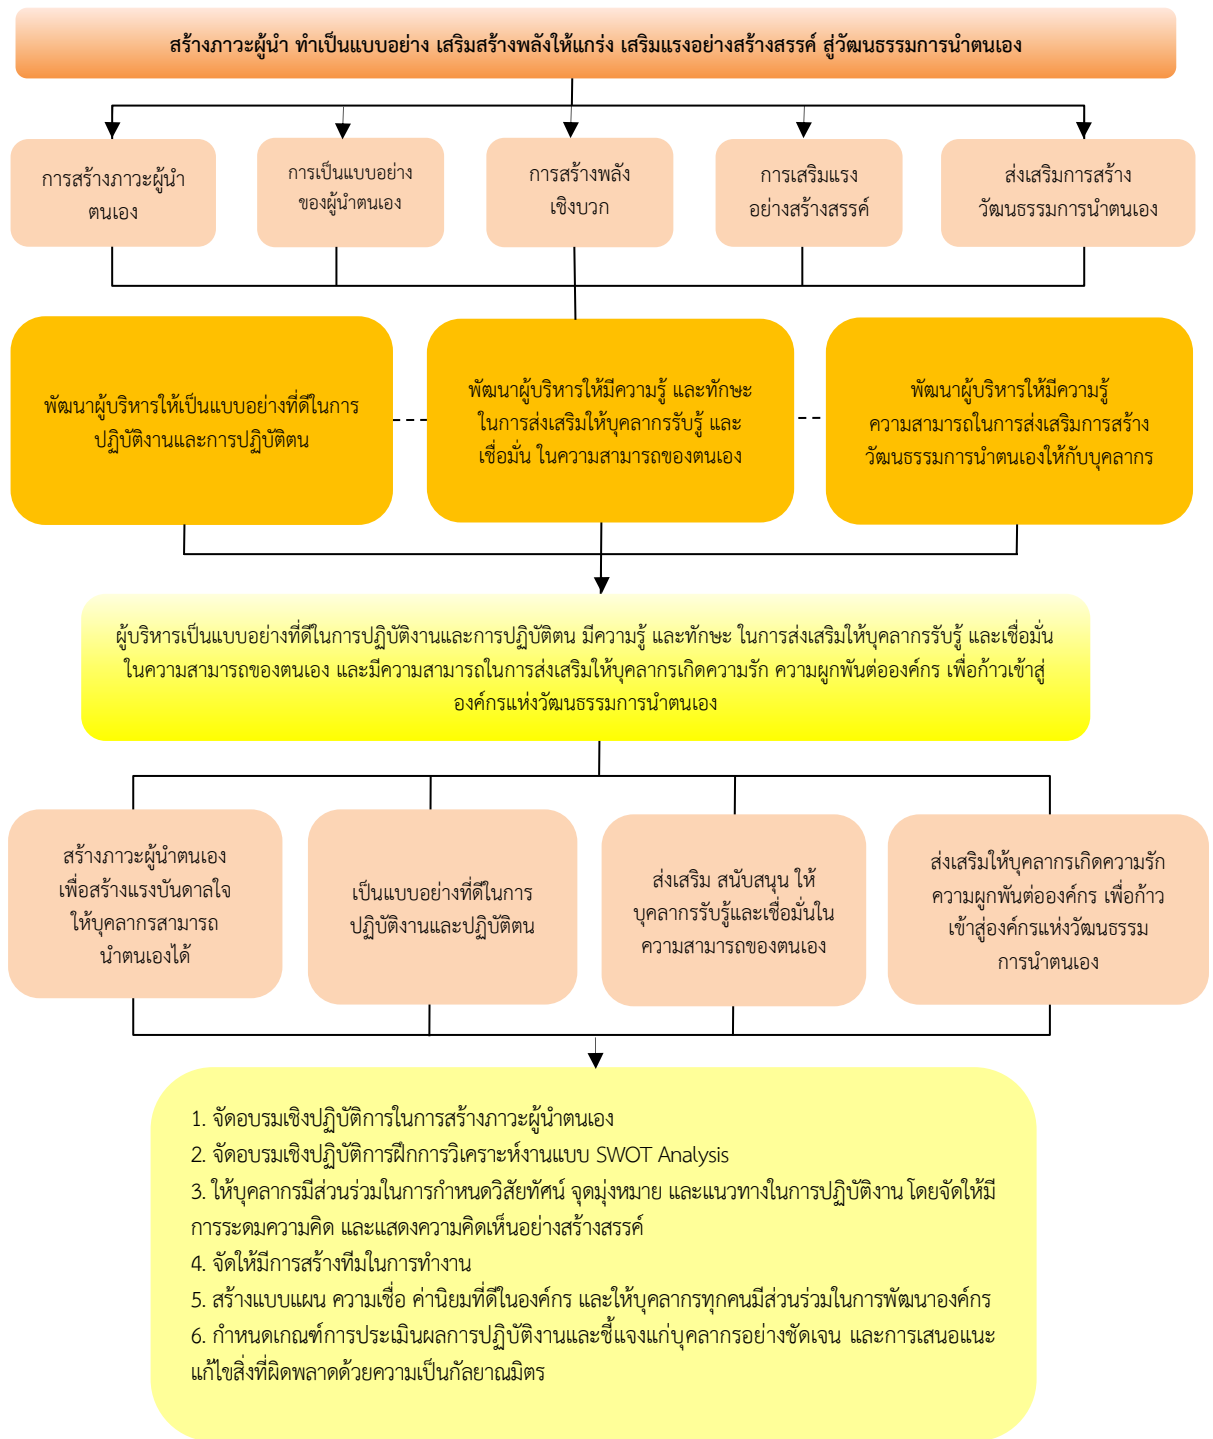 สร้างภาวะผู้นำ ทำเป็นแบบอย่าง เสริมสร้างพลังให้แกร่ง เสริมแรงอย่างสร้างสรรค์ สู่วัฒนธรรมการนำตนเอง
การสร้างภาวะผู้นำ
ตนเอง
การเป็นแบบอย่าง
ของผู้นำตนเอง
การสร้างพลัง
เชิงบวก
การเสริมแรง
อย่างสร้างสรรค์
ส่งเสริมการสร้าง
วัฒนธรรมการนำตนเอง
พัฒนาผู้บริหารให้เป็นแบบอย่างที่ดีในการ
ปฏิบัติงานและการปฏิบัติตน
พัฒนาผู้บริหารให้มีความรู้ และทักษะ
ในการส่งเสริมให้บุคลากรรับรู้ และ
เชื่อมั่น ในความสามารถของตนเอง
พัฒนาผู้บริหารให้มีความรู้
ความสามารถในการส่งเสริมการสร้าง
วัฒนธรรมการนำตนเองให้กับบุคลากร
ผู้บริหารเป็นแบบอย่างที่ดีในการปฏิบัติงานและการปฏิบัติตน มีความรู้ และทักษะ ในการส่งเสริมให้บุคลากรรับรู้ และเชื่อมั่น
ในความสามารถของตนเอง และมีความสามารถในการส่งเสริมให้บุคลากรเกิดความรัก ความผูกพันต่อองค์กร เพื่อก้าวเข้าสู่
องค์กรแห่งวัฒนธรรมการนำตนเอง
สร้างภาวะผู้นำตนเอง
เพื่อสร้างแรงบันดาลใจ
ให้บุคลากรสามารถ
นำตนเองได้
เป็นแบบอย่างที่ดีในการ
ปฏิบัติงานและปฏิบัติตน
ส่งเสริม สนับสนุน ให้
บุคลากรรับรู้และเชื่อมั่นใน
ความสามารถของตนเอง
ส่งเสริมให้บุคลากรเกิดความรัก
ความผูกพันต่อองค์กร เพื่อก้าว
เข้าสู่องค์กรแห่งวัฒนธรรม
การนำตนเอง
1. จัดอบรมเชิงปฏิบัติการในการสร้างภาวะผู้นำตนเอง
2. จัดอบรมเชิงปฏิบัติการฝึกการวิเคราะห์งานแบบ SWOT Analysis
3. ให้บุคลากรมีส่วนร่วมในการกำหนดวิสัยทัศน์ จุดมุ่งหมาย และแนวทางในการปฏิบัติงาน โดยจัดให้มี
การระดมความคิด และแสดงความคิดเห็นอย่างสร้างสรรค์
4. จัดให้มีการสร้างทีมในการทำงาน
5. สร้างแบบแผน ความเชื่อ ค่านิยมที่ดีในองค์กร และให้บุคลากรทุกคนมีส่วนร่วมในการพัฒนาองค์กร
6. กำหนดเกณฑ์การประเมินผลการปฏิบัติงานและชี้แจงแก่บุคลากรอย่างชัดเจน และการเสนอแนะ
แก้ไขสิ่งที่ผิดพลาดด้วยความเป็นกัลยาณมิตร